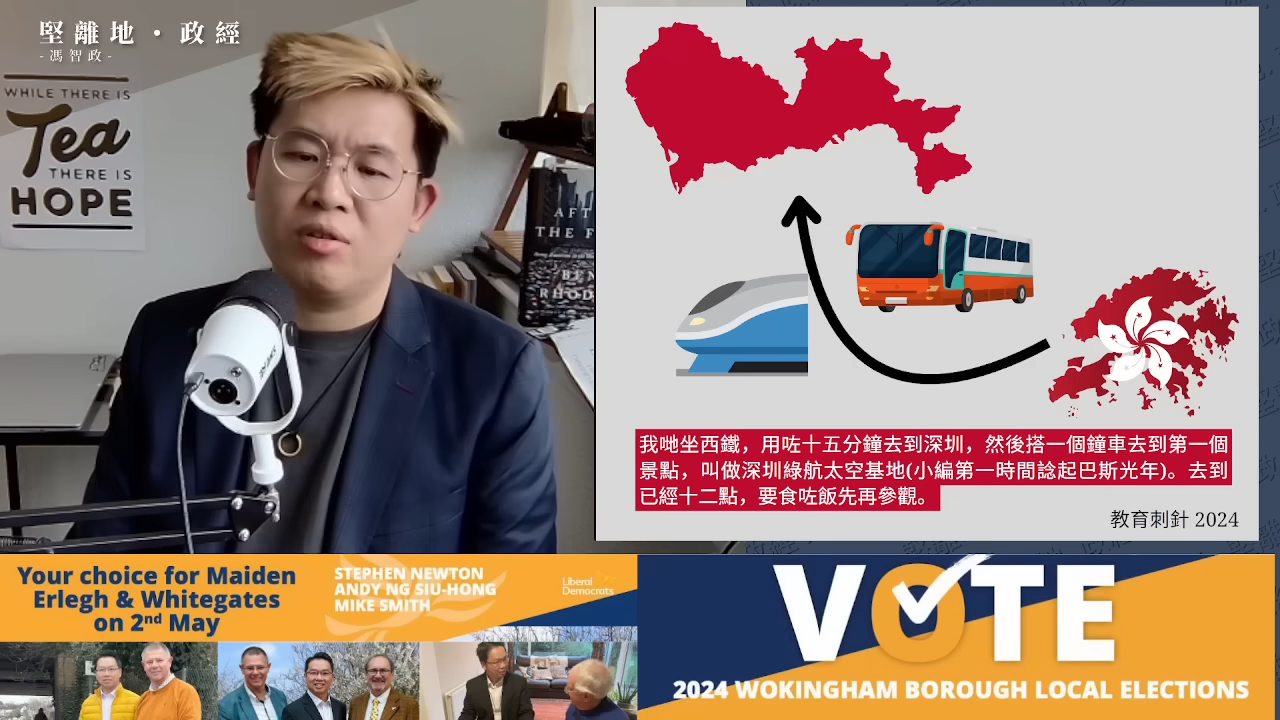 堅離地・政經
-馮智政-
WHILE THERE IS
Tea
THERE IS
HOPE
AFT
THE F
BEN
RHOD
我哋坐西鐵，用咗十五分鐘去到深圳，然後搭一個鐘車去到第一個
景點，叫做深圳綠航太空基地(小編第一時間諗起巴斯光年)。去到
已經十二點，要食咗飯先再參觀。
教育刺針 2024
Your choice for Maiden
Erlegh & Whitegates
on 2nd May
STEPHEN NEWTON
ANDY NG SIU-HONG
MIKE SMITH
Liberal
Democrats
VOTE
2024 WOKINGHAM BOROUGH LOCAL ELECTIONS